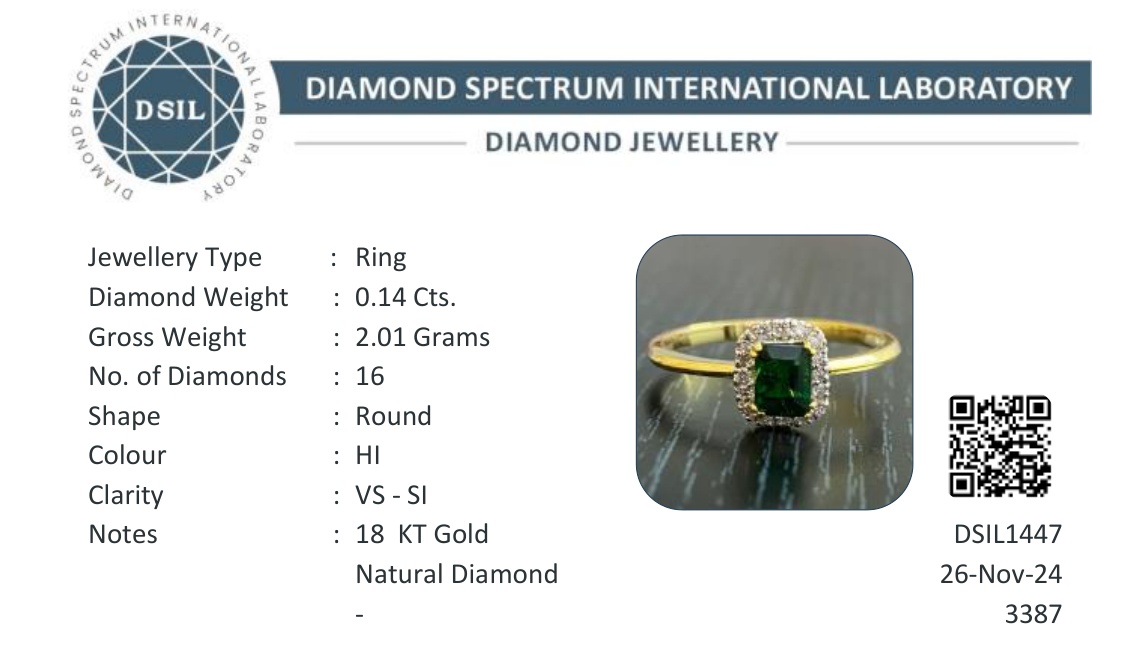 DIAMOND SPECTRUM INTERNATIONAL LABORATORY
DSIL
DIAMOND SPECTRUM INTERNATIONAL LABORATORY
DIAMOND JEWELLERY
Jewellery Type : Ring
Diamond Weight : 0.14 Cts.
Gross Weight : 2.01 Grams
No. of Diamonds : 16
Shape : Round
Colour : HI
Clarity : VS - SI
Notes : 18 KT Gold
Natural Diamond
-
DSIL1447
26-Nov-24
3387